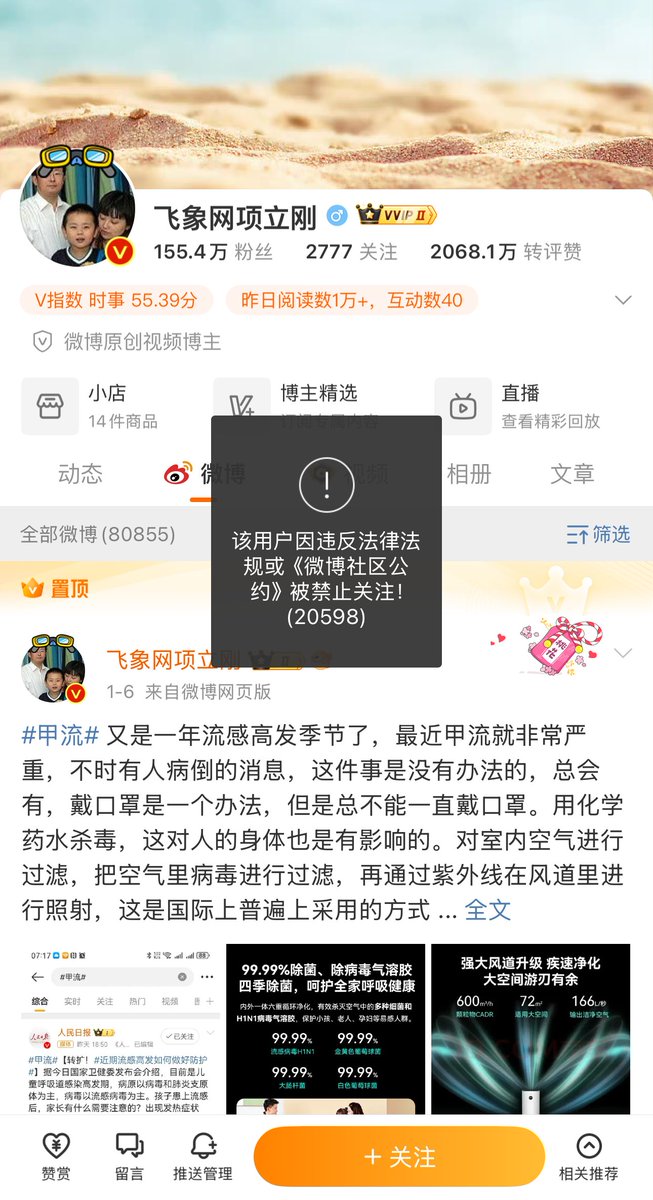 飞象网项立刚
VVIP II
155.4万 粉丝 2777 关注 2068.1万 转评赞
V指数 时事 55.39分 昨日阅读数1万+，互动数40
微博原创视频博主
小店
14件商品
博主精选
订阅专属内容
直播
查看精彩回放
动态 微博 视频 相册 文章
全部微博(80855) 筛选
该用户因违反法律法
规或《微博社区公
约》被禁止关注！
(20598)
置顶
飞象网项立刚
1-6 来自微博网页版
#甲流# 又是一年流感高发季节了，最近甲流就非常严
重，不时有人病倒的消息，这件事是没有办法的，总会
有，戴口罩是一个办法，但是总不能一直戴口罩。用化学
药水杀毒，这对人的身体也是有影响的。对室内空气进行
过滤，把空气里病毒进行过滤，再通过紫外线在风道里进
行照射，这是国际上普遍上采用的方式 ... 全文
07:17
#甲流#
综合 实时 关注 热门 视频
人民日报
昨天 18:50
已编辑
已关注
#甲流#【转扩！#近期流感高发如何做好防护
#】据今日国家卫健委发布会介绍，目前是儿
童呼吸道感染高发期，病原以病毒和肺炎支原
体为主，病毒以流感病毒为主。孩子患上流感
后，家长有什么需要注意的？出现发热症状
99.99%除菌、除病毒气溶胶
四季除菌，呵护全家呼吸健康
内外一体六重循环净化，有效杀灭空气中的多种细菌和
H1N1病毒气溶胶，保护小孩、老人、孕妇等易感人群。
99.99% 99.99%
流感病毒H1N1 金黄色葡萄球菌
99.99% 99.99%
大肠杆菌 白色葡萄球菌
强大风道升级 疾速净化
大空间游刃有余
600m³/h 72m² 166L/秒
颗粒物CADR 适用大空间 输出洁净空气
赞赏 留言 推送管理 + 关注 相关推荐